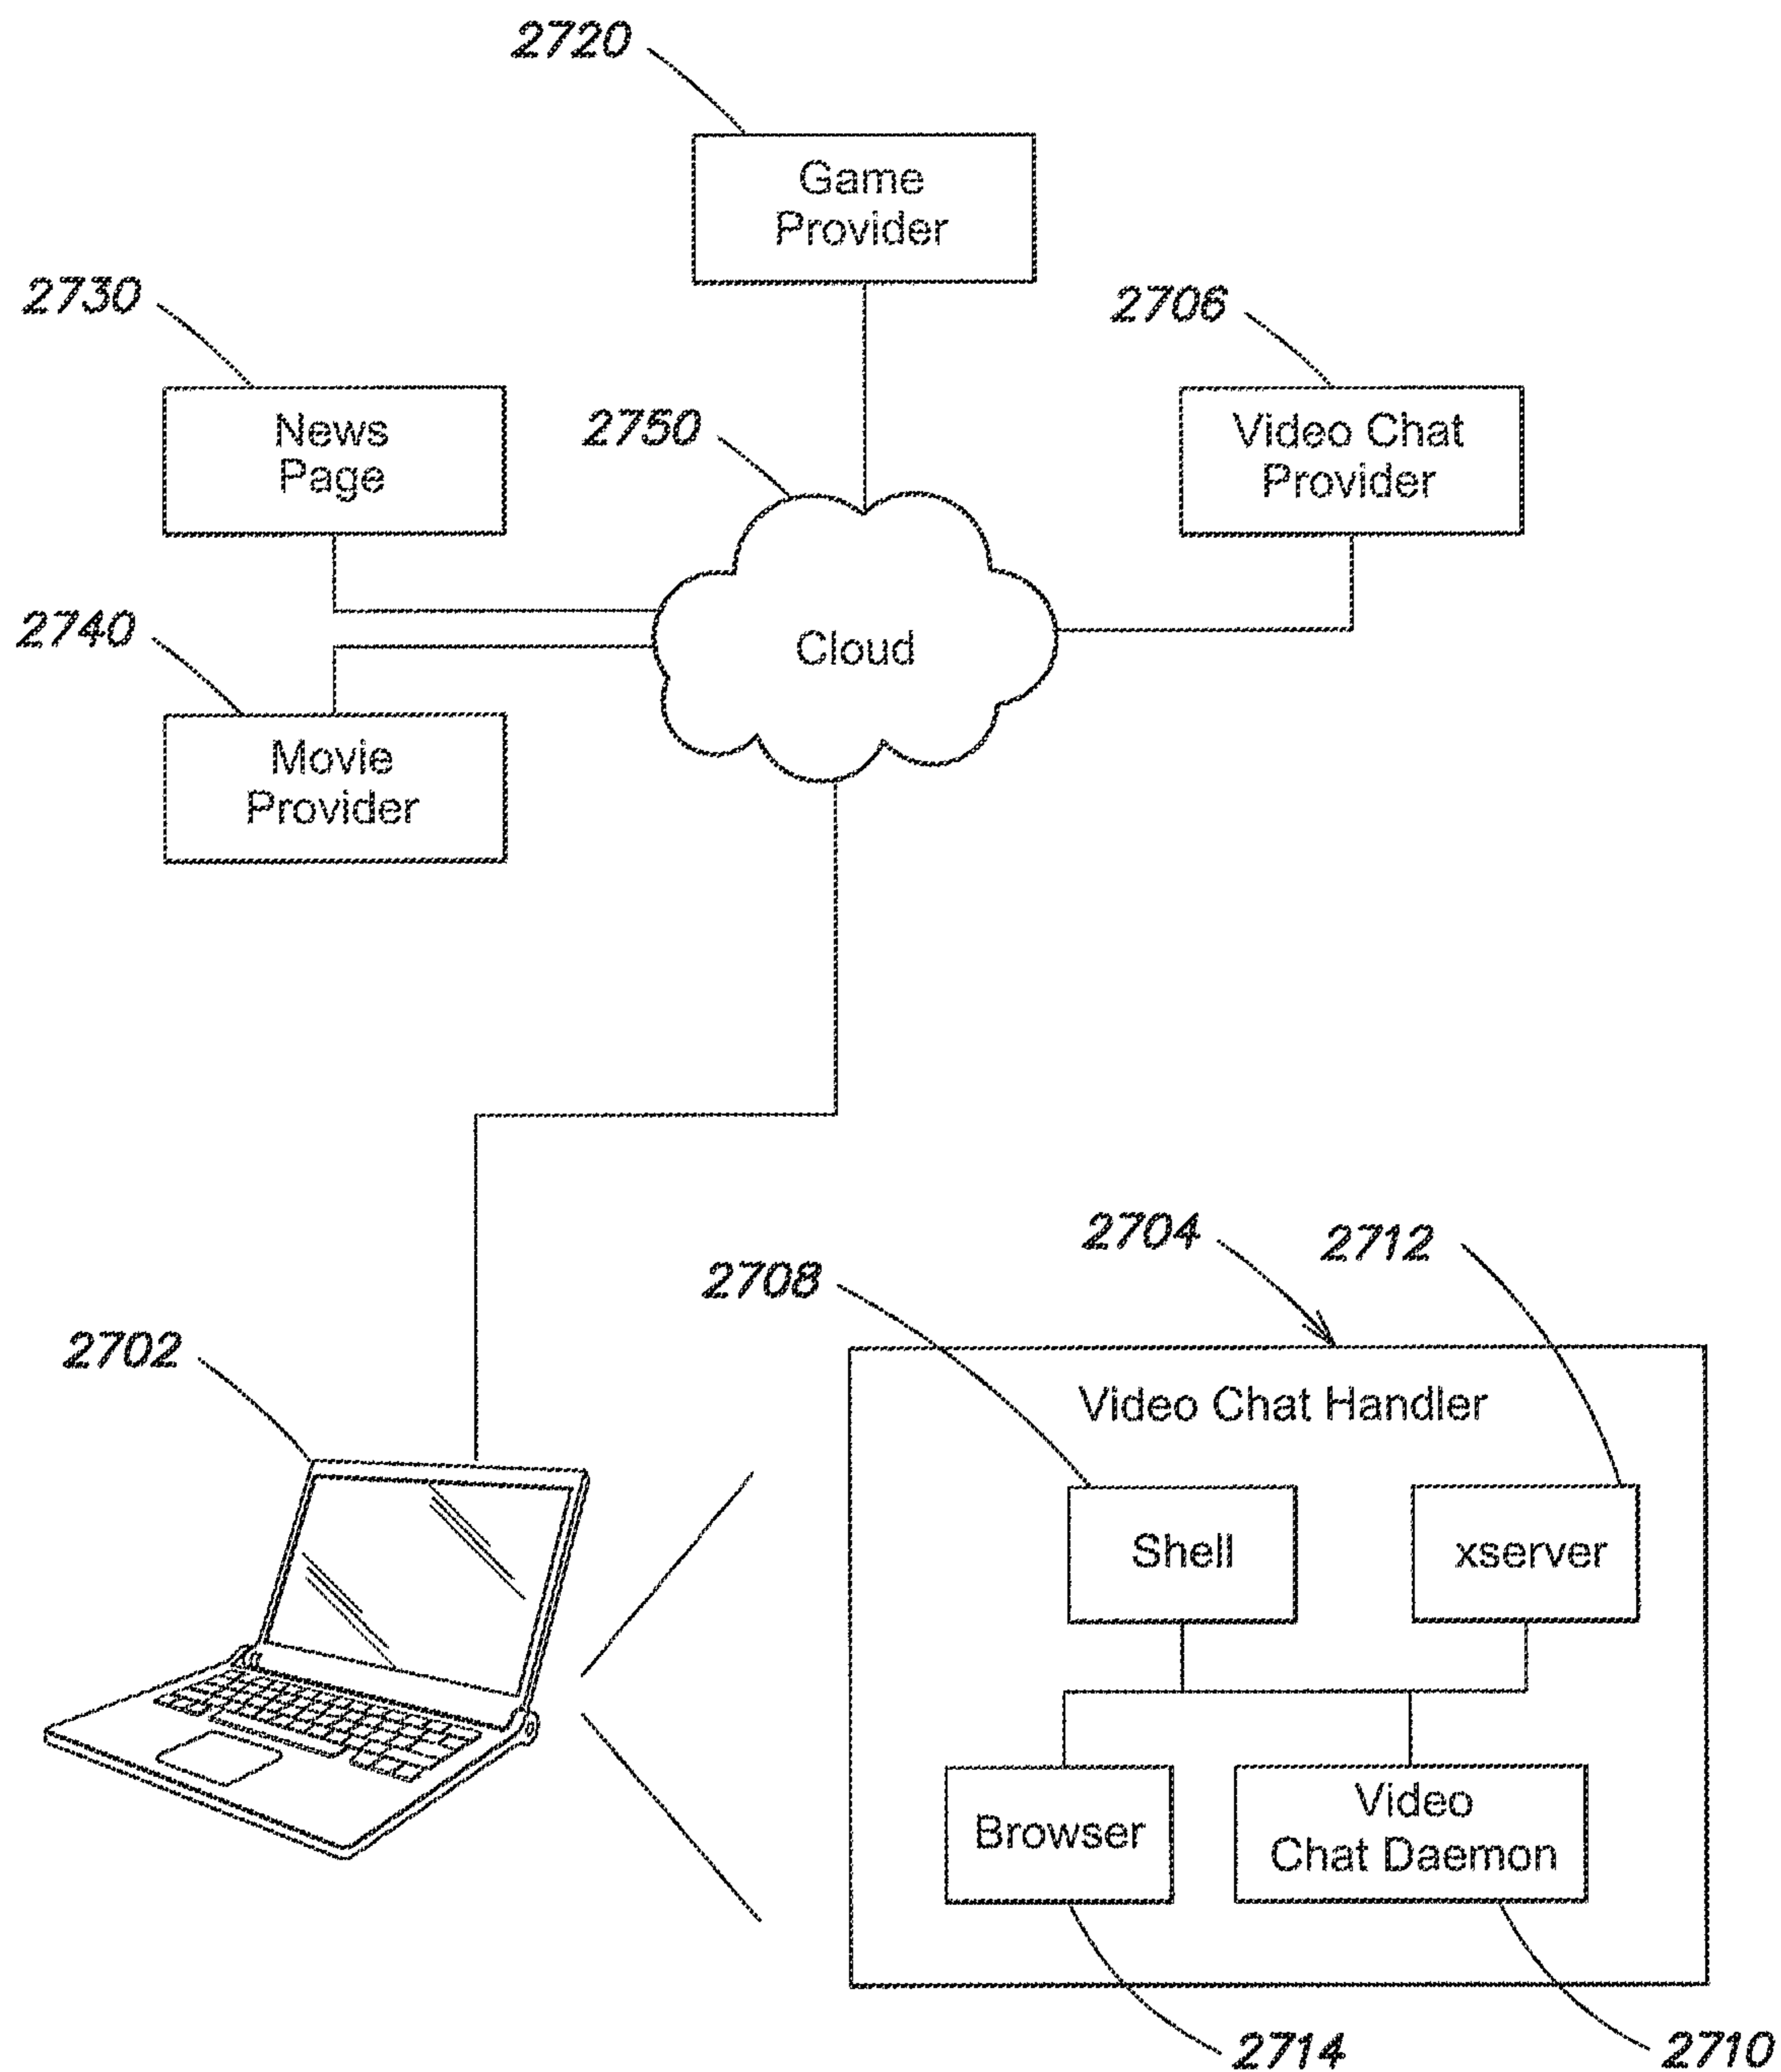 2720
Game
Provider
2730
2706
News
Page
2750
Video Chat
Provider
2740
Cloud
Movie
Provider
2704
2712
2708
2702
Video Chat Handler
Shell
xserver
Browser
Video
Chat Daemon
2714
2710